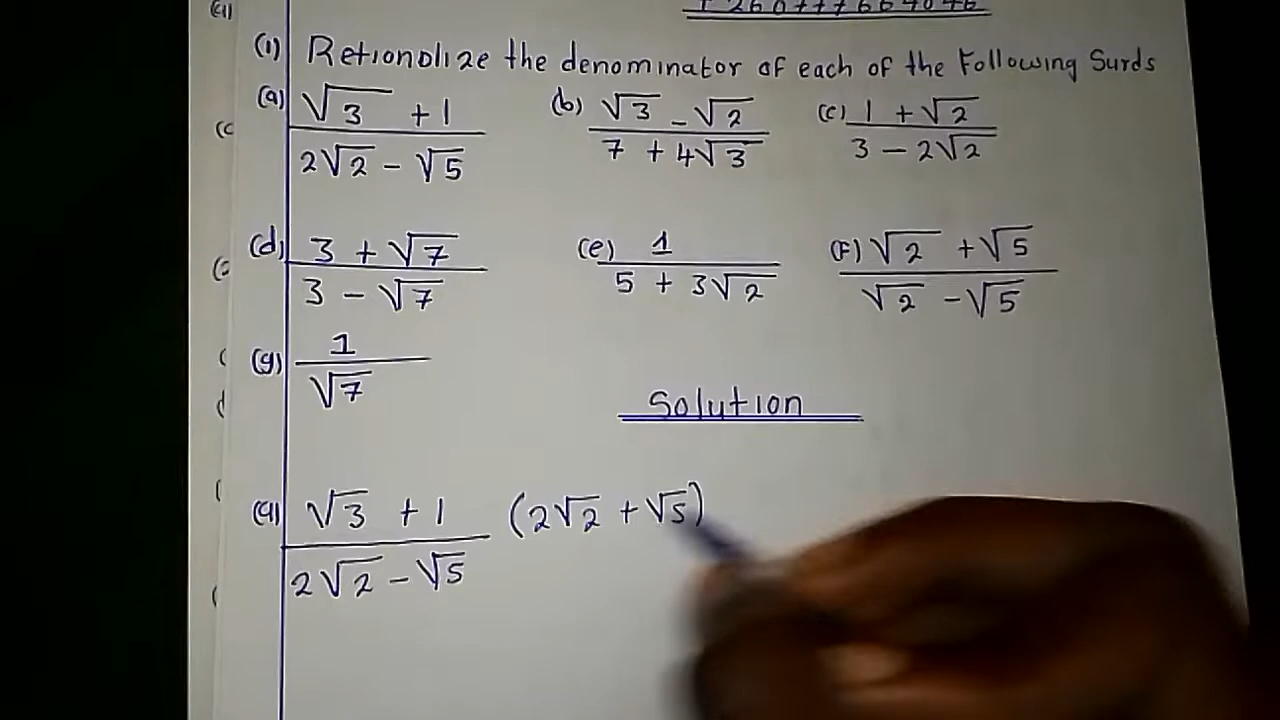 (1) Rationalize the denominator of each of the Following Surds
(a) √3 + 1 (b) √3 - √2 (c) 1 + √2
2√2 - √5 7 + 4√3 3 - 2√2
(d) 3 + √7 (e) 1 (F) √2 + √5
3 - √7 5 + 3√2 √2 - √5
(g) 1
√7
Solution
(a) √3 + 1 (2√2 + √5)
2√2 - √5